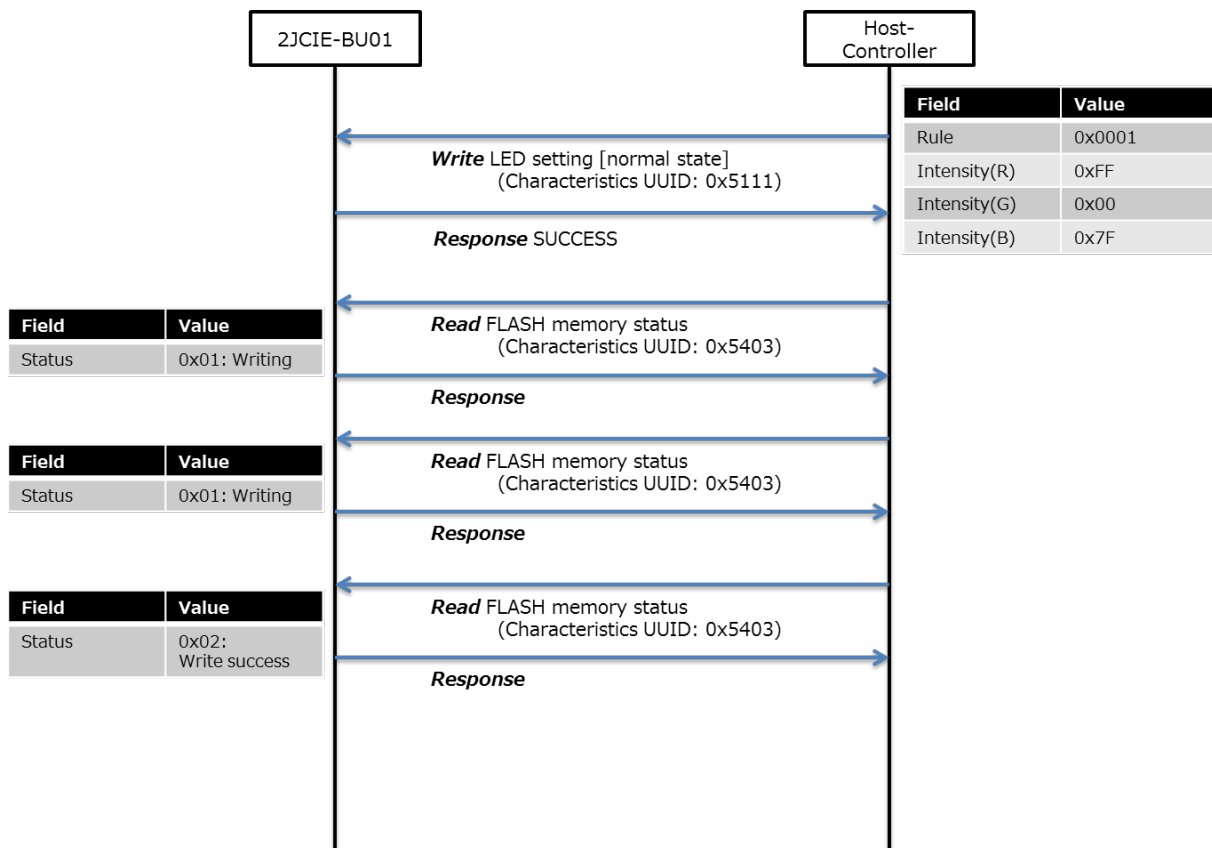 2JCIE-BU01
Host-
Controller
Field Value
Rule 0x0001
Intensity(R) 0xFF
Intensity(G) 0x00
Intensity(B) 0x7F
Write LED setting [normal state]
(Characteristics UUID: 0x5111)
Response SUCCESS
Field Value
Status 0x01: Writing
Read FLASH memory status
(Characteristics UUID: 0x5403)
Response
Field Value
Status 0x01: Writing
Read FLASH memory status
(Characteristics UUID: 0x5403)
Response
Field Value
Status 0x02:
Write success
Read FLASH memory status
(Characteristics UUID: 0x5403)
Response